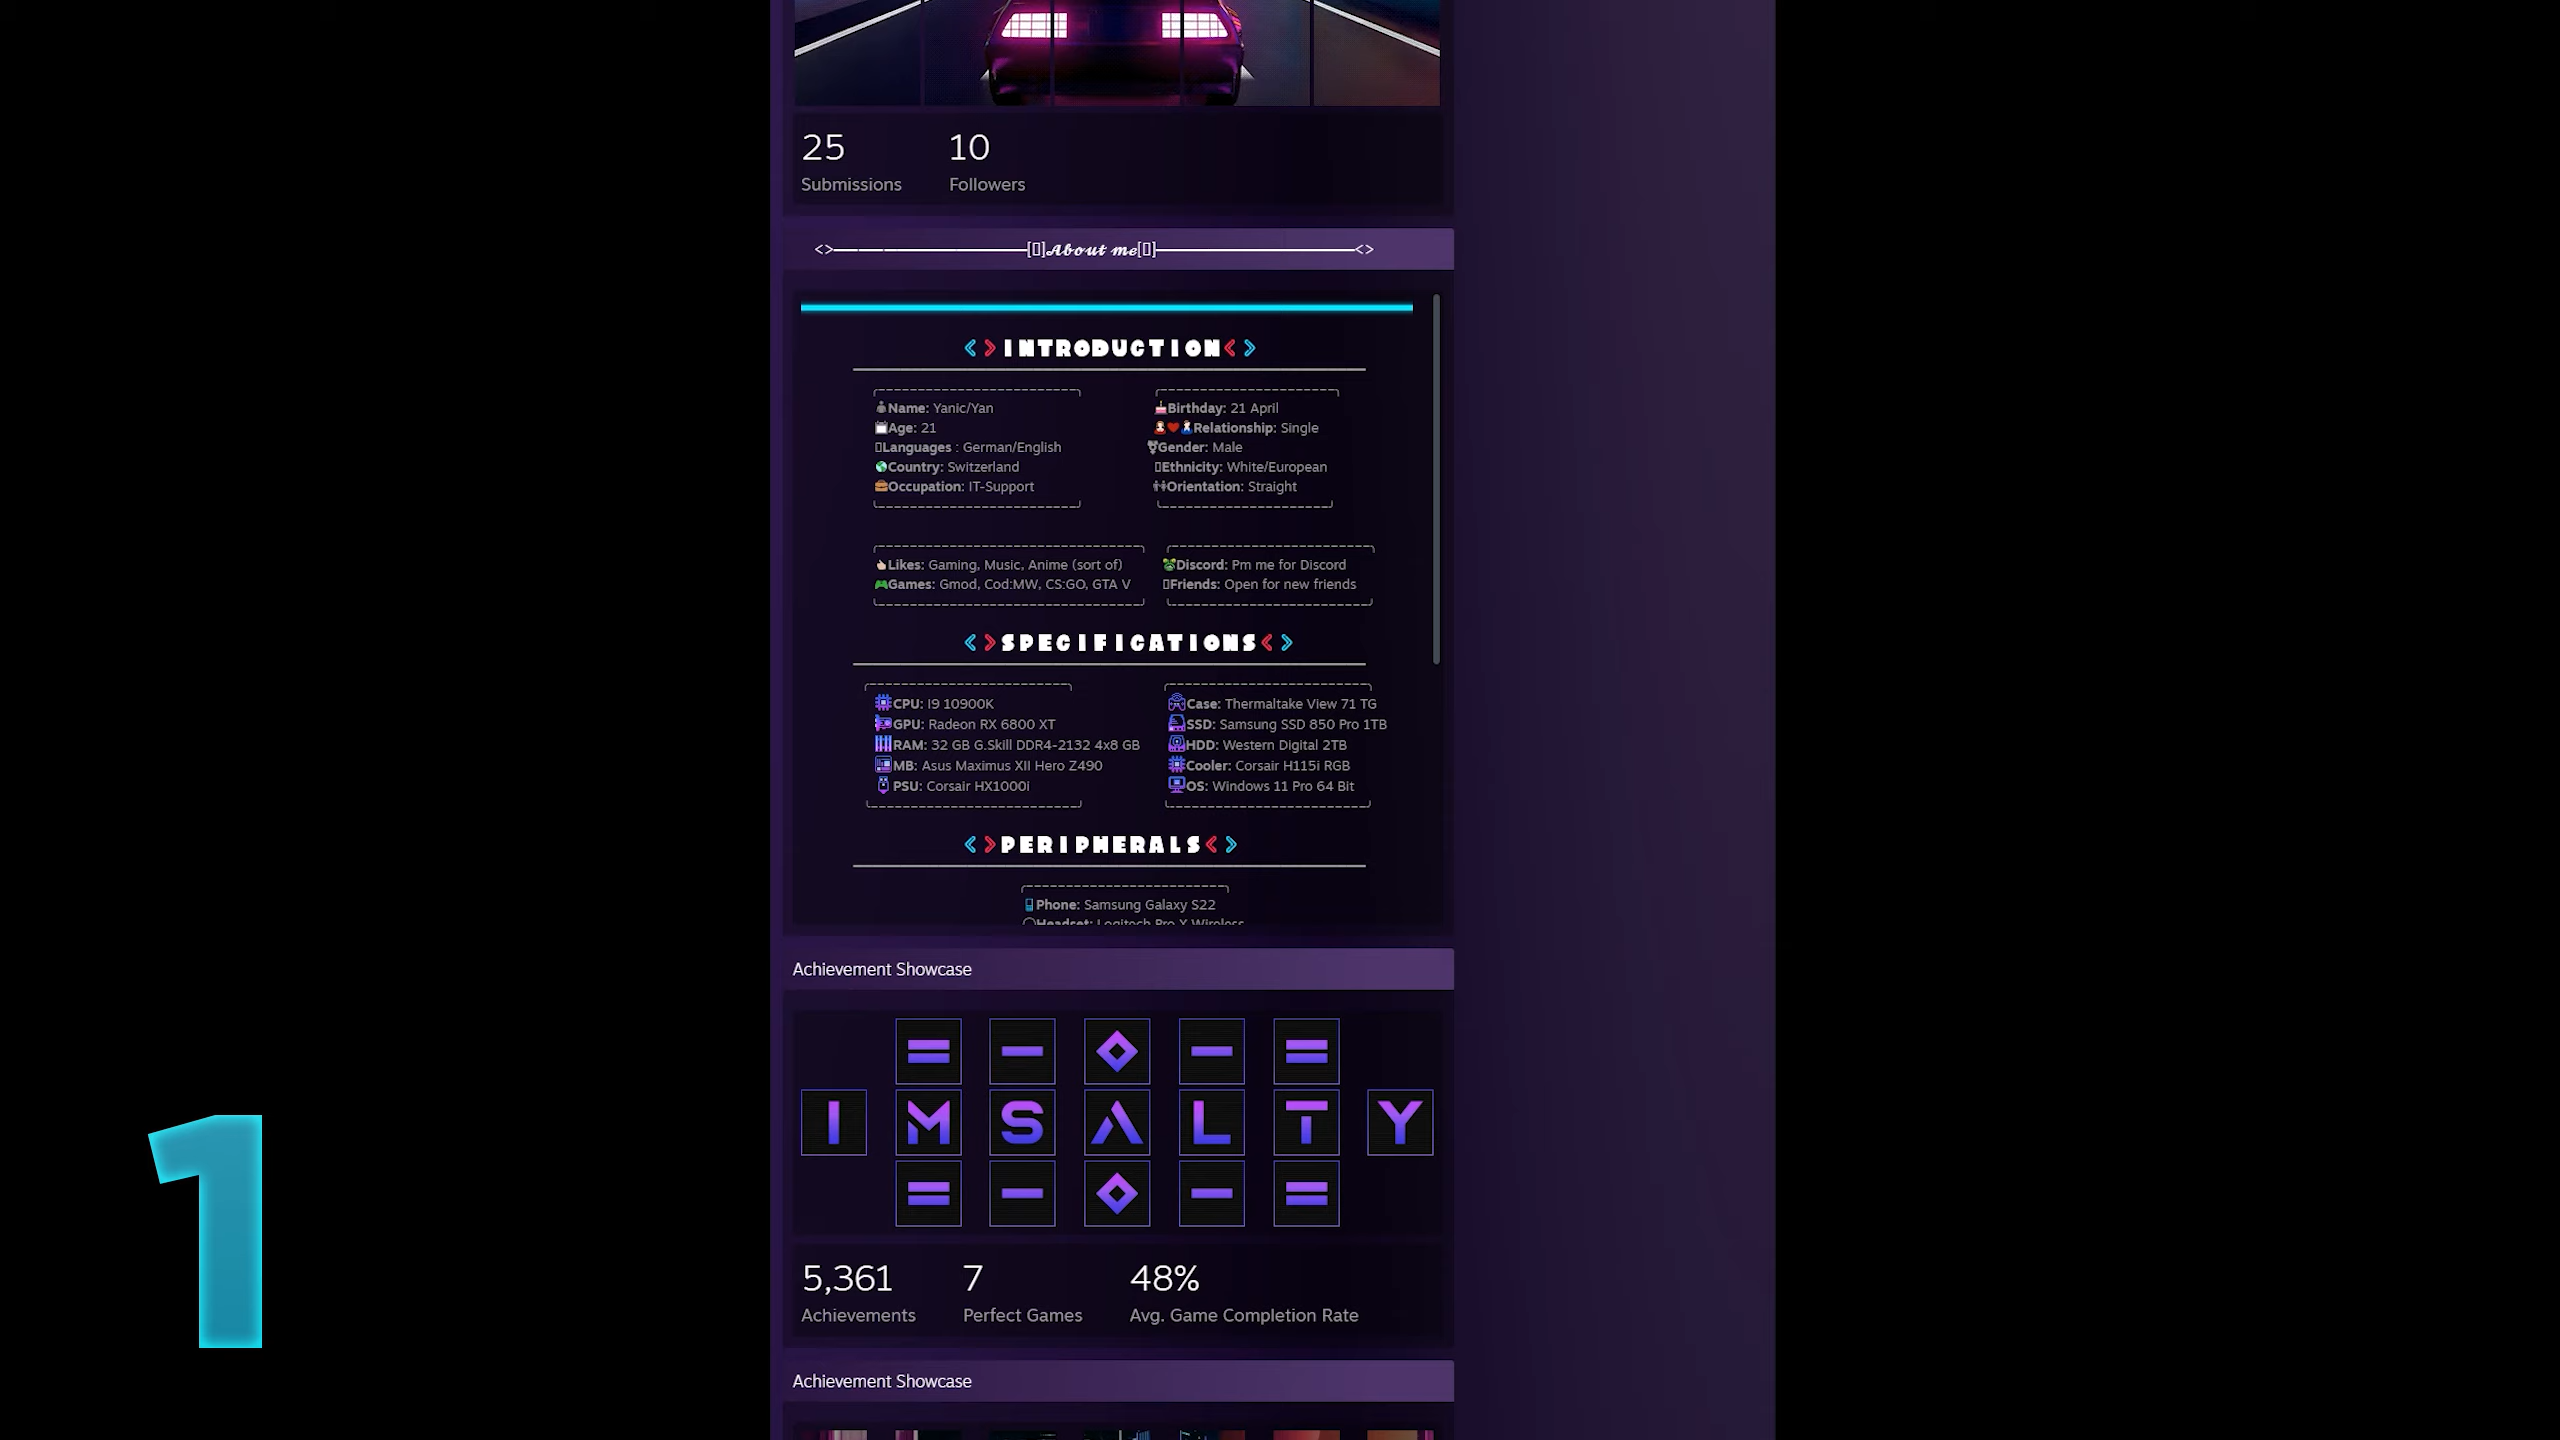 25
Submissions
10
Followers
<>————————[▯]𝓐𝓫𝓸𝓾𝓽 𝓶𝓮[▯]————————<>
INTRODUCTION
Name: Yanic/Yan
Age: 21
Languages : German/English
Country: Switzerland
Occupation: IT-Support
Birthday: 21 April
Relationship: Single
Gender: Male
Ethnicity: White/European
Orientation: Straight
Likes: Gaming, Music, Anime (sort of)
Games: Gmod, Cod:MW, CS:GO, GTA V
Discord: Pm me for Discord
Friends: Open for new friends
SPECIFICATIONS
CPU: I9 10900K
GPU: Radeon RX 6800 XT
RAM: 32 GB G.Skill DDR4-2132 4x8 GB
MB: Asus Maximus XII Hero Z490
PSU: Corsair HX1000i
Case: Thermaltake View 71 TG
SSD: Samsung SSD 850 Pro 1TB
HDD: Western Digital 2TB
Cooler: Corsair H115i RGB
OS: Windows 11 Pro 64 Bit
PERIPHERALS
Phone: Samsung Galaxy S22
Headset: Logitech Pro X Wireless
Achievement Showcase
= - ◇ - =
I M S A L T Y
= - ◇ - =
5,361
Achievements
7
Perfect Games
48%
Avg. Game Completion Rate
Achievement Showcase
1